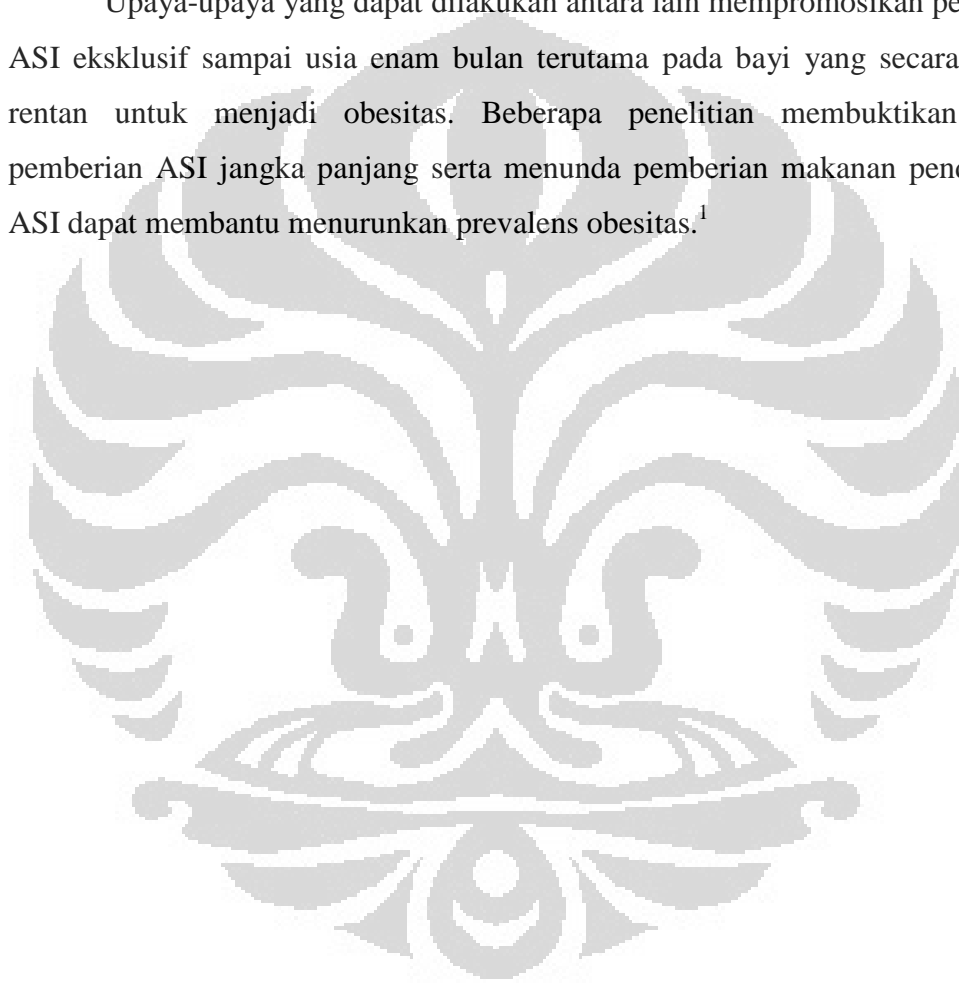 Upaya-upaya yang dapat dilakukan antara lain mempromosikan pe
ASI eksklusif sampai usia enam bulan terutama pada bayi yang secara
rentan untuk menjadi obesitas. Beberapa penelitian membuktikan
pemberian ASI jangka panjang serta menunda pemberian makanan pend
ASI dapat membantu menurunkan prevalens obesitas.1